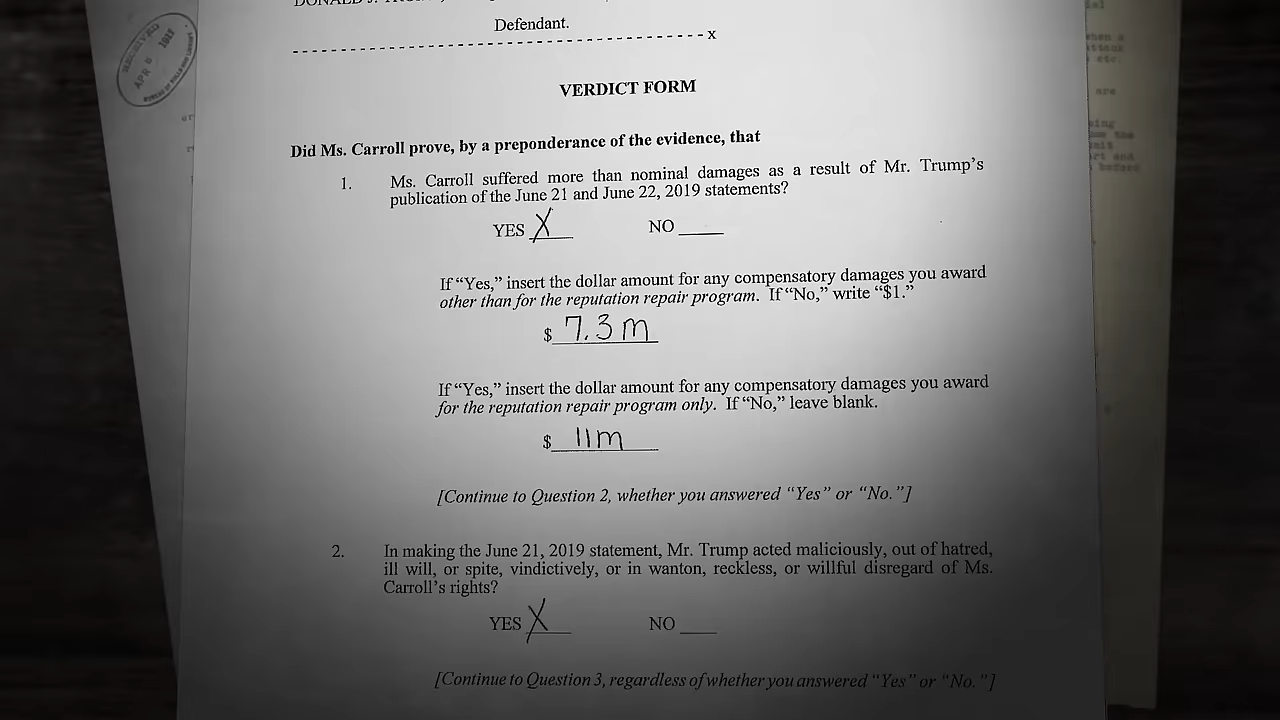 Defendant.
x
VERDICT FORM
Did Ms. Carroll prove, by a preponderance of the evidence, that
1. Ms. Carroll suffered more than nominal damages as a result of Mr. Trump's
publication of the June 21 and June 22, 2019 statements?
YES X NO ____
If "Yes," insert the dollar amount for any compensatory damages you award
other than for the reputation repair program. If "No," write "$1."
$ 7.3m
If "Yes," insert the dollar amount for any compensatory damages you award
for the reputation repair program only. If "No," leave blank.
$ 11m
[Continue to Question 2, whether you answered "Yes" or "No."]
2. In making the June 21, 2019 statement, Mr. Trump acted maliciously, out of hatred,
ill will, or spite, vindictively, or in wanton, reckless, or willful disregard of Ms.
Carroll's rights?
YES X NO ____
[Continue to Question 3, regardless of whether you answered "Yes" or "No."]
RECEIVED
APR
are
before